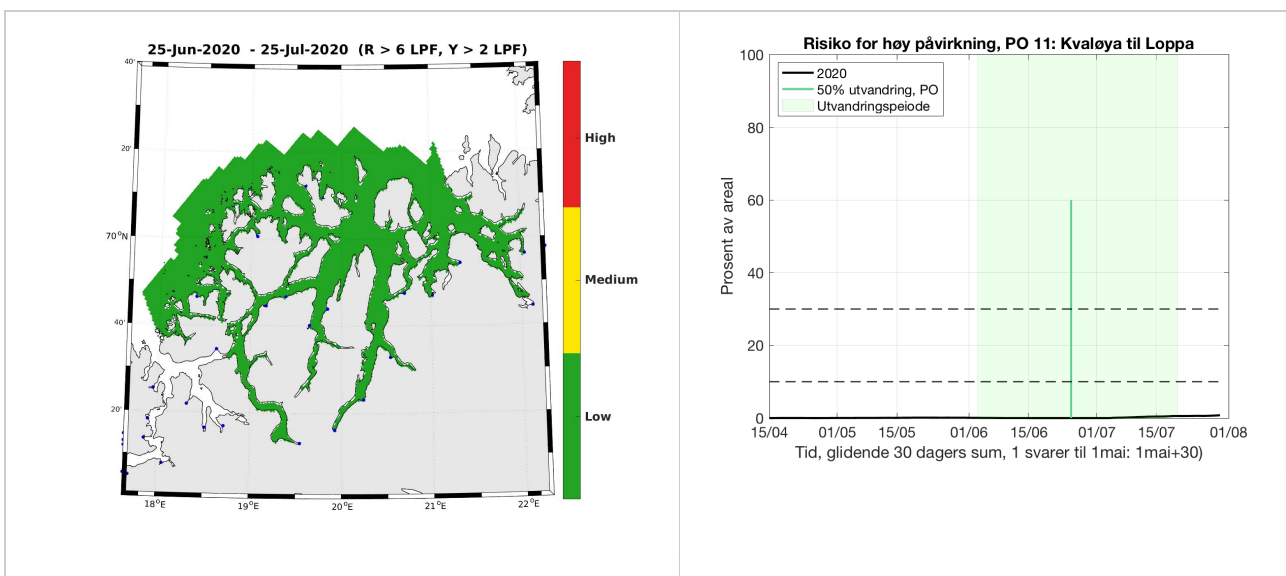 25-Jun-2020 - 25-Jul-2020 (R > 6 LPF, Y > 2 LPF)
40'
20'
70°N
40'
20'
18°E
19°E
20°E
21°E
22°E
High
Medium
Low
Risiko for høy påvirkning, PO 11: Kvaløya til Loppa
2020
50% utvandring, PO
Utvandringspeiode
Prosent av areal
100
80
60
40
20
0
15/04
01/05
15/05
01/06
15/06
01/07
15/07
01/08
Tid, glidende 30 dagers sum, 1 svarer til 1mai: 1mai+30)